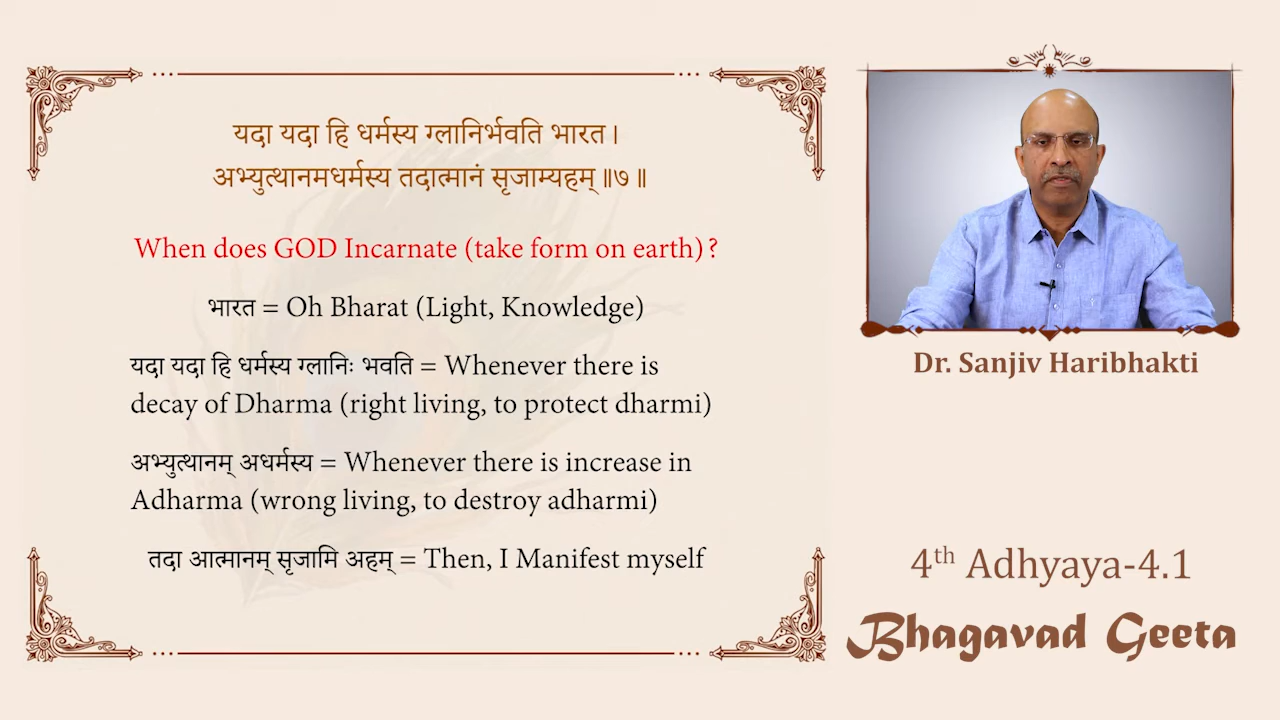 यदा यदा हि धर्मस्य ग्लानिर्भवति भारत।
अभ्युत्थानमधर्मस्य तदात्मानं सृजाम्यहम्॥७॥
When does GOD Incarnate (take form on earth)?
भारत = Oh Bharat (Light, Knowledge)
यदा यदा हि धर्मस्य ग्लानिः भवति = Whenever there is
decay of Dharma (right living, to protect dharmi)
अभ्युत्थानम् अधर्मस्य = Whenever there is increase in
Adharma (wrong living, to destroy adharmi)
तदा आत्मानम् सृजामि अहम् = Then, I Manifest myself
Dr. Sanjiv Haribhakti
4th Adhyaya-4.1
Bhagavad Geeta